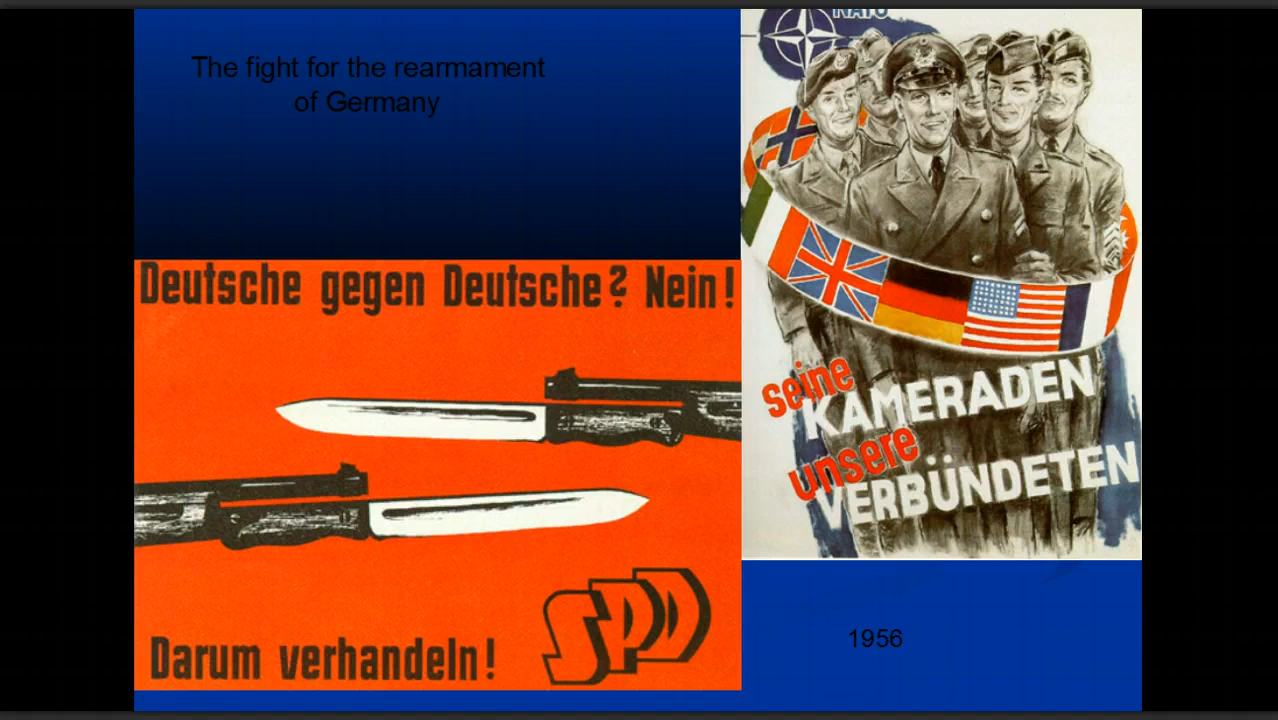 The fight for the rearmament
of Germany
NATO
Deutsche gegen Deutsche? Nein!
seine
KAMERADEN
unsere
VERBÜNDETEN
SPD
Darum verhandeln!
1956